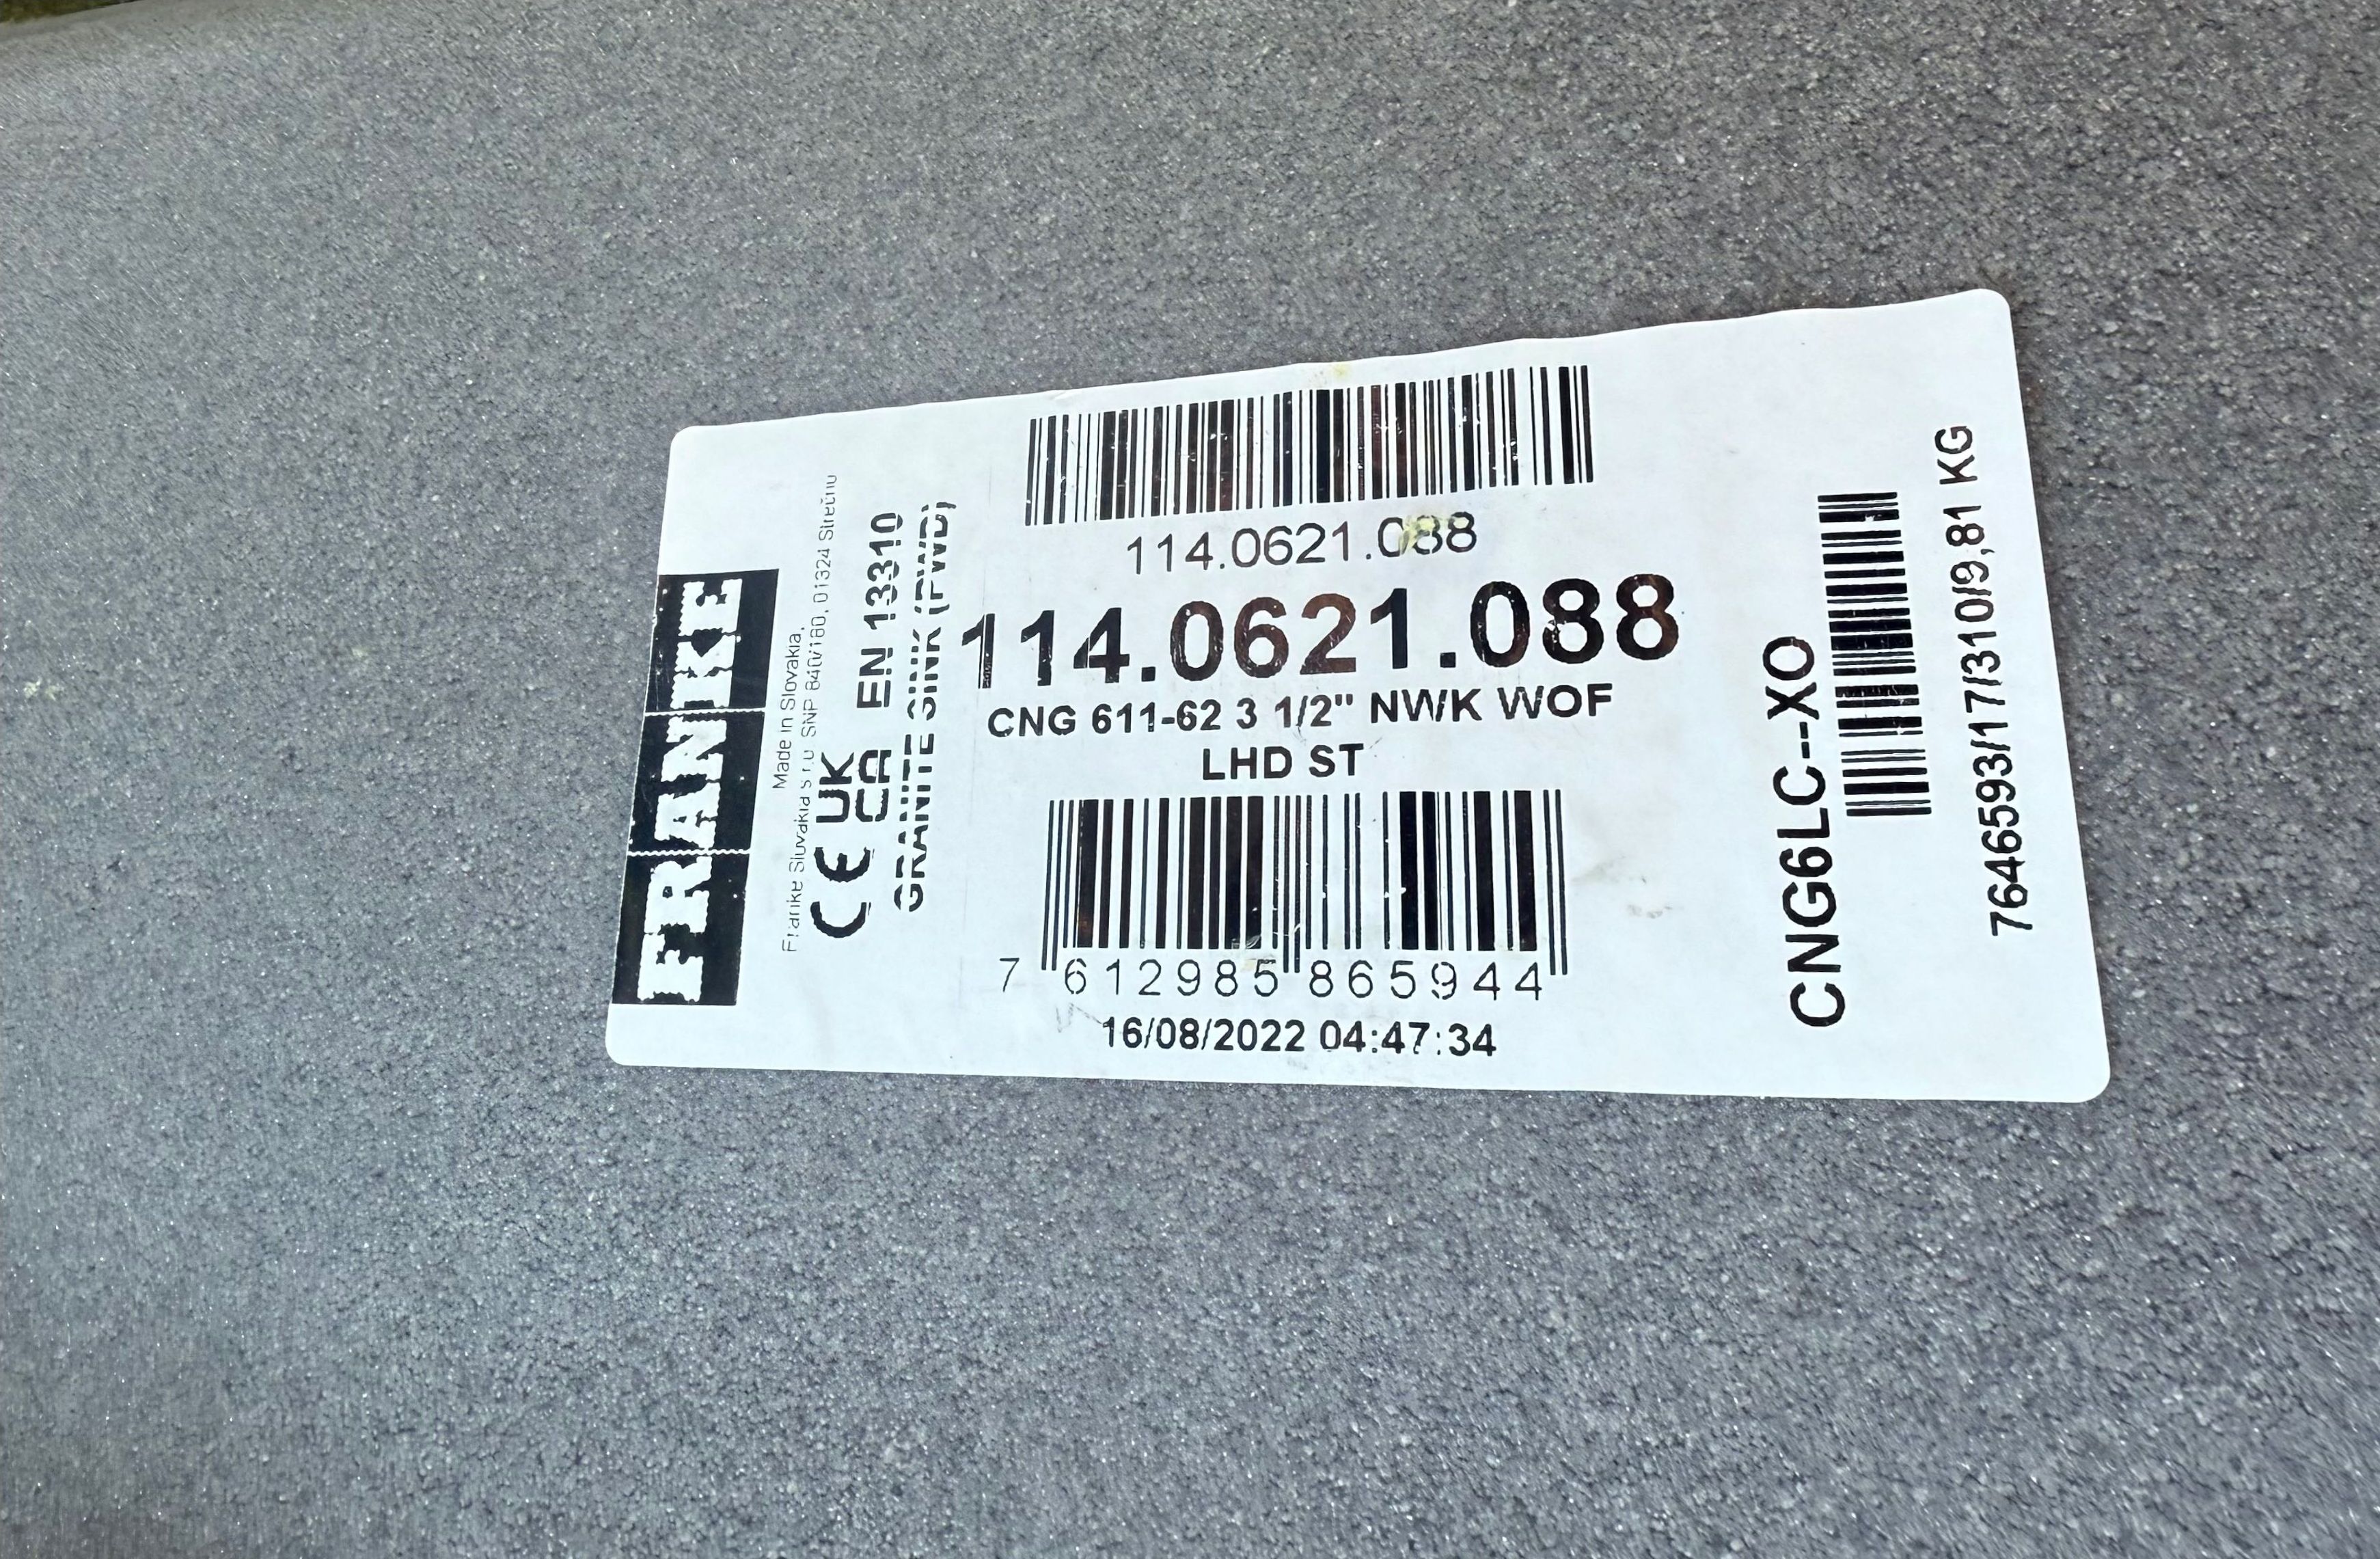 FRANKE
Made in Slovakia,
Franke Slovakia s.r.o SNP 840/180, 01324 Strečno
CE UK CA EN 13310
GRANITE SINK (PWD)
114.0621.088
114.0621.088
CNG 611-62 3 1/2" NWK WOF
LHD ST
7 612985 865944
16/08/2022 04:47:34
CNG6LC--XO
7646593/17/310/9,81 KG